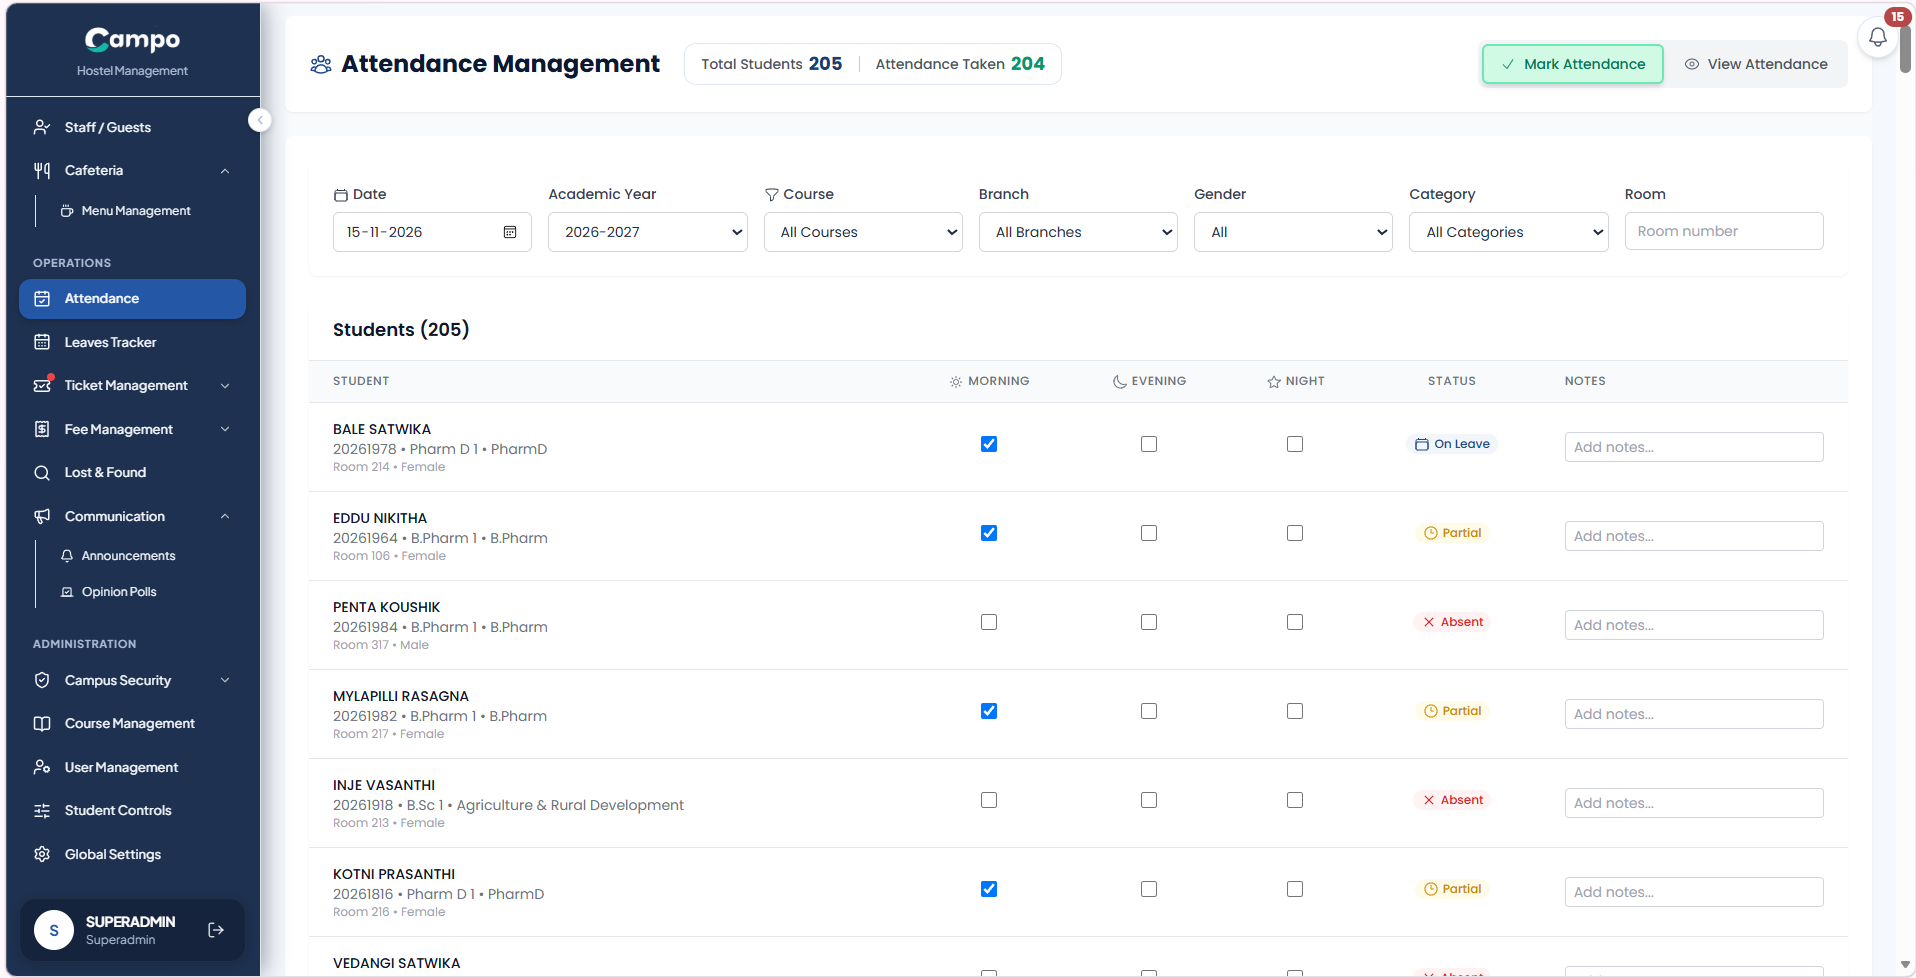 Campo
Hostel Management
Staff / Guests
Cafeteria
Menu Management
OPERATIONS
Attendance
Leaves Tracker
Ticket Management
Fee Management
Lost & Found
Communication
Announcements
Opinion Polls
ADMINISTRATION
Campus Security
Course Management
User Management
Student Controls
Global Settings
S
SUPERADMIN
Superadmin
Attendance Management
Total Students 205
Attendance Taken 204
Mark Attendance
View Attendance
15
Date
Academic Year
Course
Branch
Gender
Category
Room
15-11-2026
2026-2027
All Courses
All Branches
All
All Categories
Room number
Students (205)
STUDENT MORNING EVENING NIGHT STATUS NOTES
BALE SATWIKA
20261978 • Pharm D 1 • PharmD
Room 214 • Female
On Leave
Add notes...
EDDU NIKITHA
20261964 • B.Pharm 1 • B.Pharm
Room 106 • Female
Partial
Add notes...
PENTA KOUSHIK
20261984 • B.Pharm 1 • B.Pharm
Room 317 • Male
Absent
Add notes...
MYLAPILLI RASAGNA
20261982 • B.Pharm 1 • B.Pharm
Room 217 • Female
Partial
Add notes...
INJE VASANTHI
20261918 • B.Sc 1 • Agriculture & Rural Development
Room 213 • Female
Absent
Add notes...
KOTNI PRASANTHI
20261816 • Pharm D 1 • PharmD
Room 216 • Female
Partial
Add notes...
VEDANGI SATWIKA